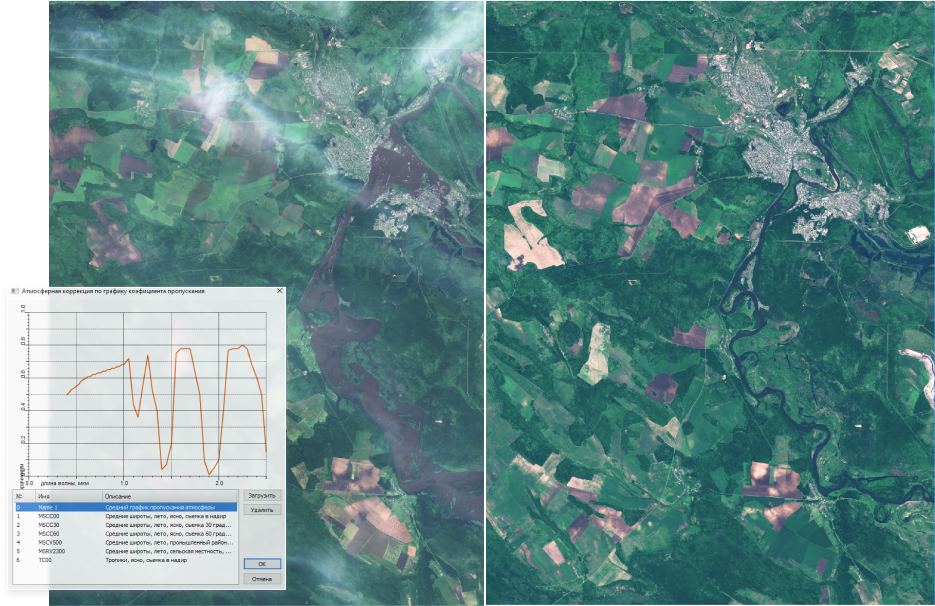 Атмосферная коррекция по графику коэфициента пропускания
1.0
0.8
0.6
0.4
0.2
0.0
1.0
2.0
длина волны, мкм
№
Имя
Описание
Загрузить
0 Name 1 Средний график пропускания атмосферы
Удалить
1 MSCC00 Средние широты, лето, ясно, съемка в надир
2 MSCC30 Средние широты, лето, ясно, съемка 30 град...
3 MSCC60 Средние широты, лето, ясно, съемка 60 град...
4 MSCV500 Средние широты, лето, промышленный район...
5 MSRV2300 Средние широты, лето, сельская местность, ...
6 TC00 Тропики, ясно, съемка в надир
OK
Отмена